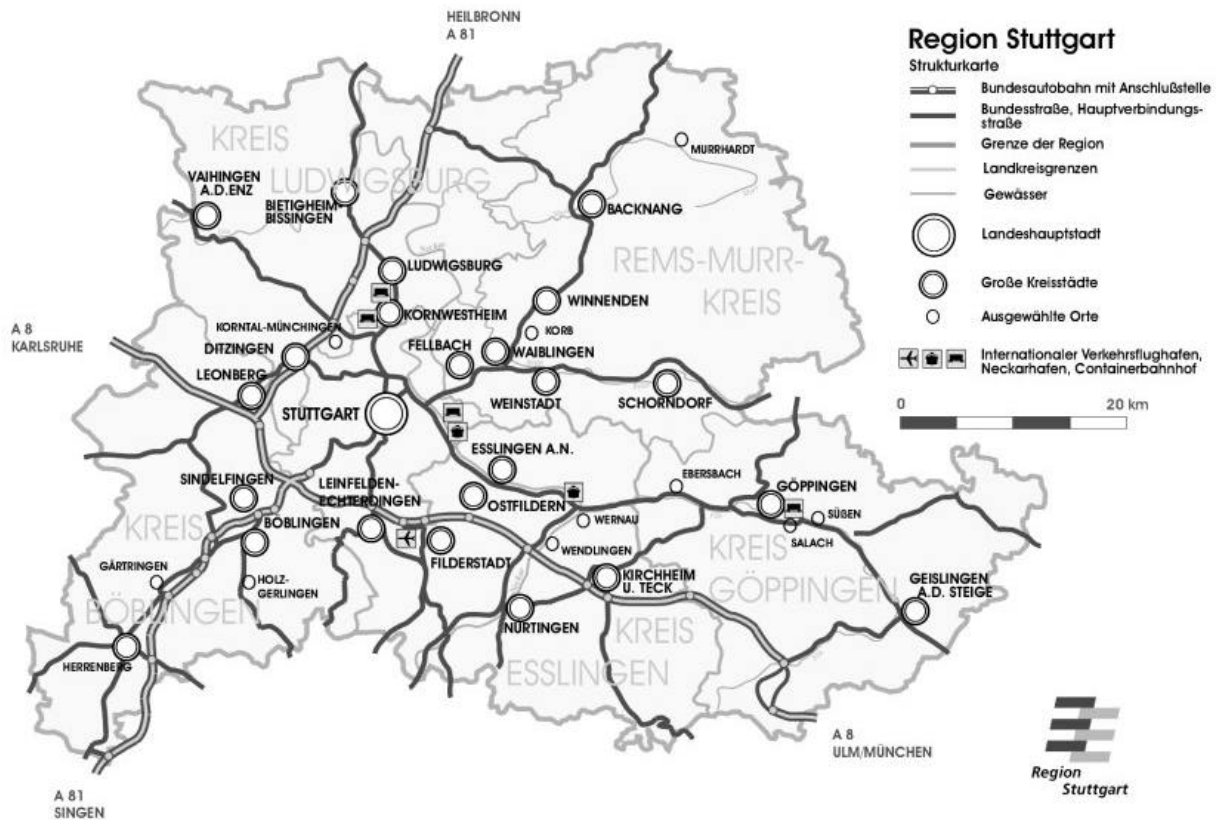 HEILBRONN
A 81
Region Stuttgart
Strukturkarte
Bundesautobahn mit Anschlußstelle
Bundesstraße, Hauptverbindungs-
straße
Grenze der Region
Landkreisgrenzen
Gewässer
Landeshauptstadt
Große Kreisstädte
Ausgewählte Orte
Internationaler Verkehrsflughafen,
Neckarhafen, Containerbahnhof
0 20 km
KREIS
LUDWIGSBURG
VAIHINGEN
A.D.ENZ
BIETIGHEIM-
BISSINGEN
MURRHARDT
BACKNANG
REMS-MURR-
KREIS
LUDWIGSBURG
WINNENDEN
KORNWESTHEIM
KORB
A 8
KARLSRUHE
KORNTAL-MÜNCHINGEN
DITZINGEN
FELLBACH
WAIBLINGEN
LEONBERG
WEINSTADT
SCHORNDORF
STUTTGART
ESSLINGEN A.N.
SINDELFINGEN
LEINFELDEN-
ECHTERDINGEN
EBERSBACH
GÖPPINGEN
OSTFILDERN
SÜßEN
SALACH
KREIS
BÖBLINGEN
BÖBLINGEN
WERNAU
WENDLINGEN
FILDERSTADT
KREIS
GÖPPINGEN
GÄRTRINGEN
HOLZ-
GERLINGEN
KIRCHHEIM
U. TECK
GEISLINGEN
A.D. STEIGE
NÜRTINGEN
KREIS
ESSLINGEN
HERRENBERG
A 8
ULM/MÜNCHEN
A 81
SINGEN
Region
Stuttgart